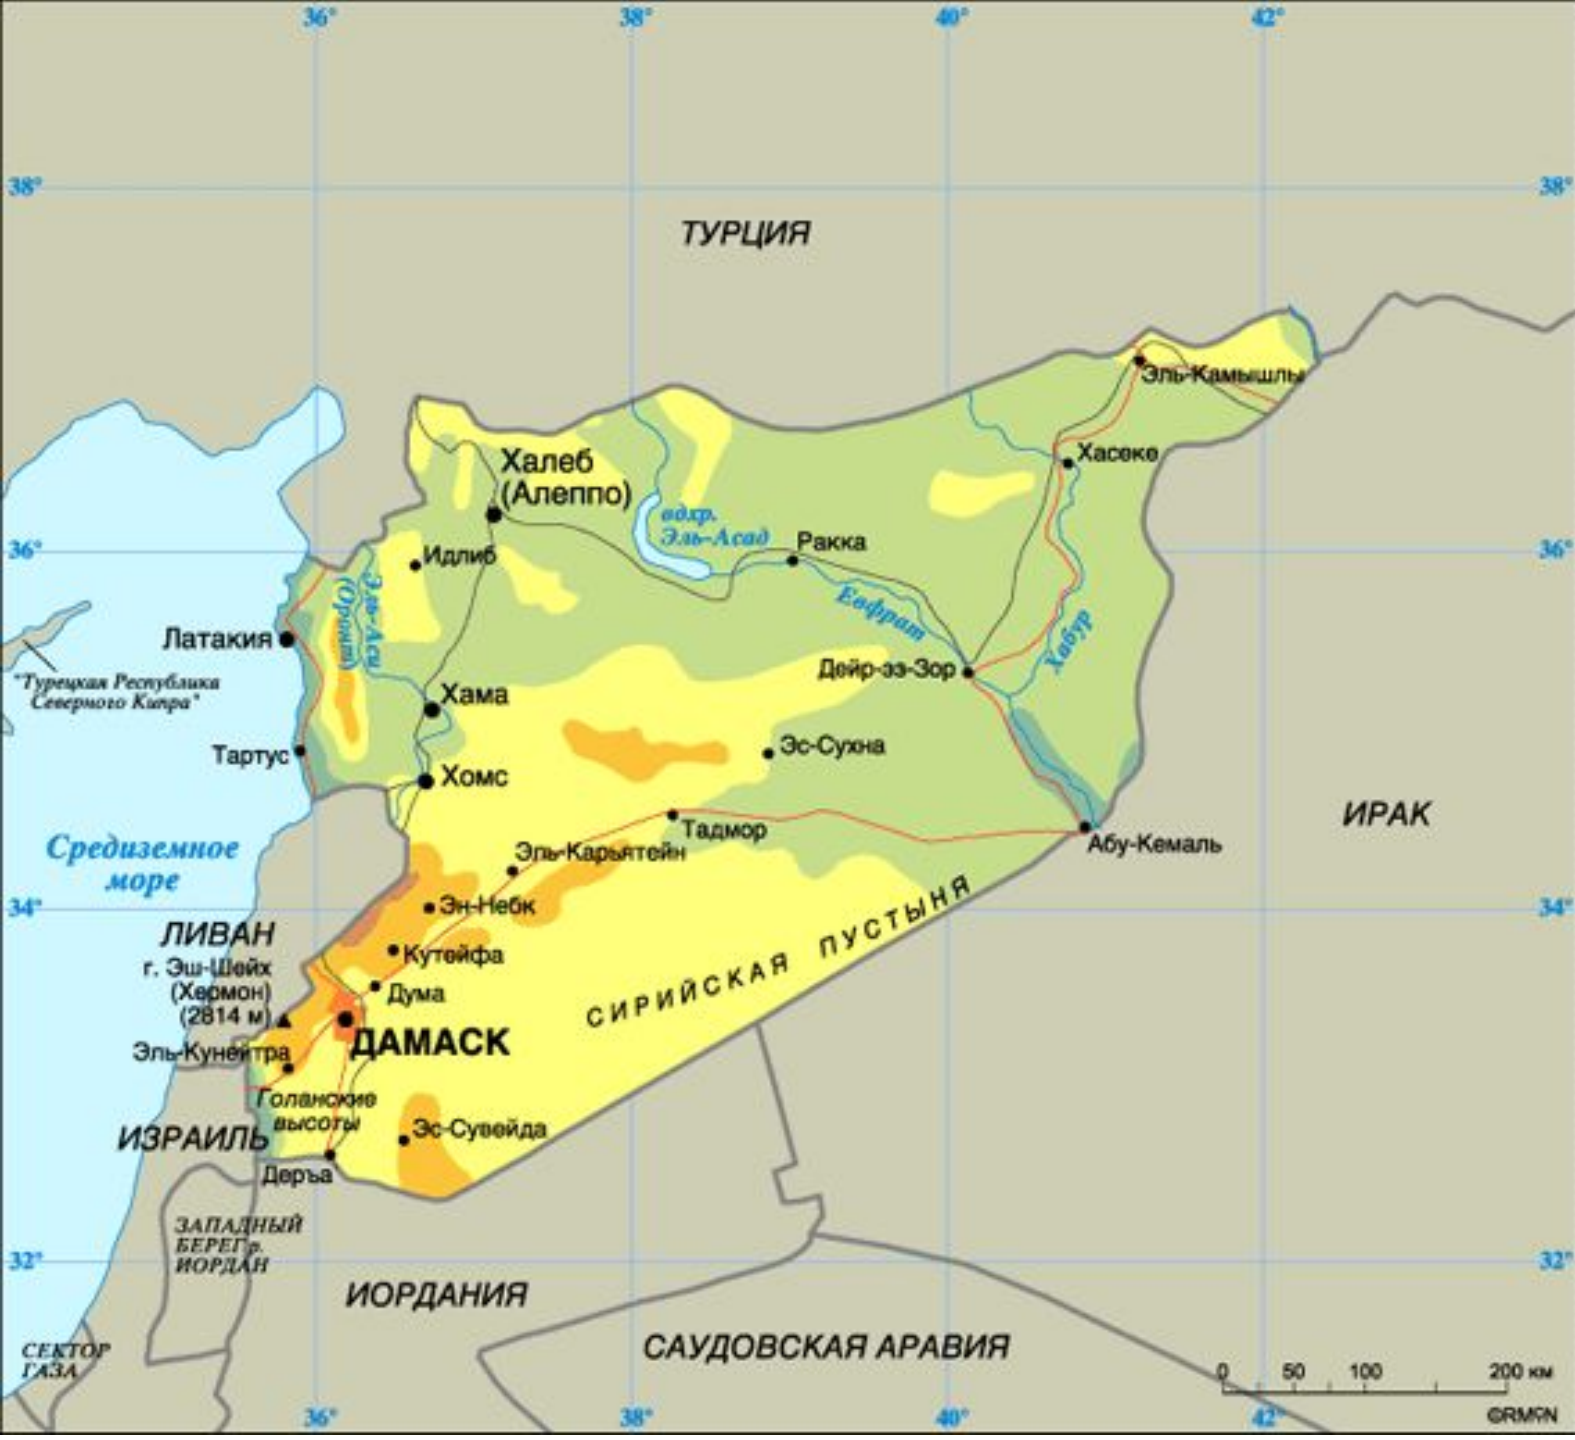 36°
38°
40°
42°
38°
38°
ТУРЦИЯ
Эль-Камышлы
Халеб
(Алеппо)
Хасеке
вдхр.
Эль-Асад
Ракка
36°
36°
Идлиб
Эль-Аси
(Оронт)
Евфрат
Хабур
Латакия
Дейр-эз-Зор
"Турецкая Республика
Северного Кипра"
Хама
Тартус
Эс-Сухна
Хомс
ИРАК
Тадмор
Абу-Кемаль
Средиземное
море
Эль-Карьятейн
34°
34°
Эн-Небк
СИРИЙСКАЯ ПУСТЫНЯ
ЛИВАН
Кутейфа
г. Эш-Шейх
(Хермон)
(2814 м)
Дума
ДАМАСК
Эль-Кунейтра
Голанские
высоты
ИЗРАИЛЬ
Эс-Сувейда
Деръа
ЗАПАДНЫЙ
БЕРЕГ р.
ИОРДАН
32°
32°
ИОРДАНИЯ
САУДОВСКАЯ АРАВИЯ
СЕКТОР
ГАЗА
0 50 100 200 км
36°
38°
40°
42°